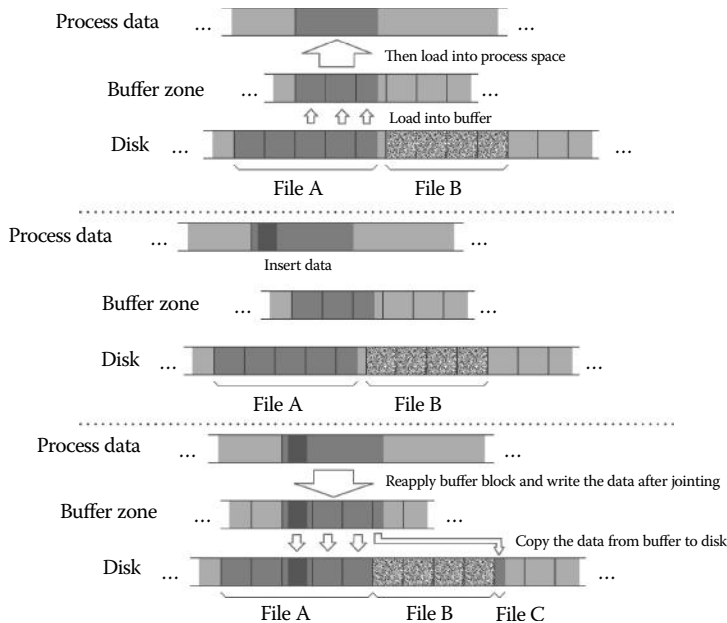 Process data ... ...
Then load into process space
Buffer zone ... ...
Load into buffer
Disk ... ...
File A File B
Process data ... ...
Insert data
Buffer zone ... ...
Disk ... ...
File A File B
Process data ... ...
Reapply buffer block and write the data after jointing
Buffer zone ... ...
Copy the data from buffer to disk
Disk ... ...
File A File B File C